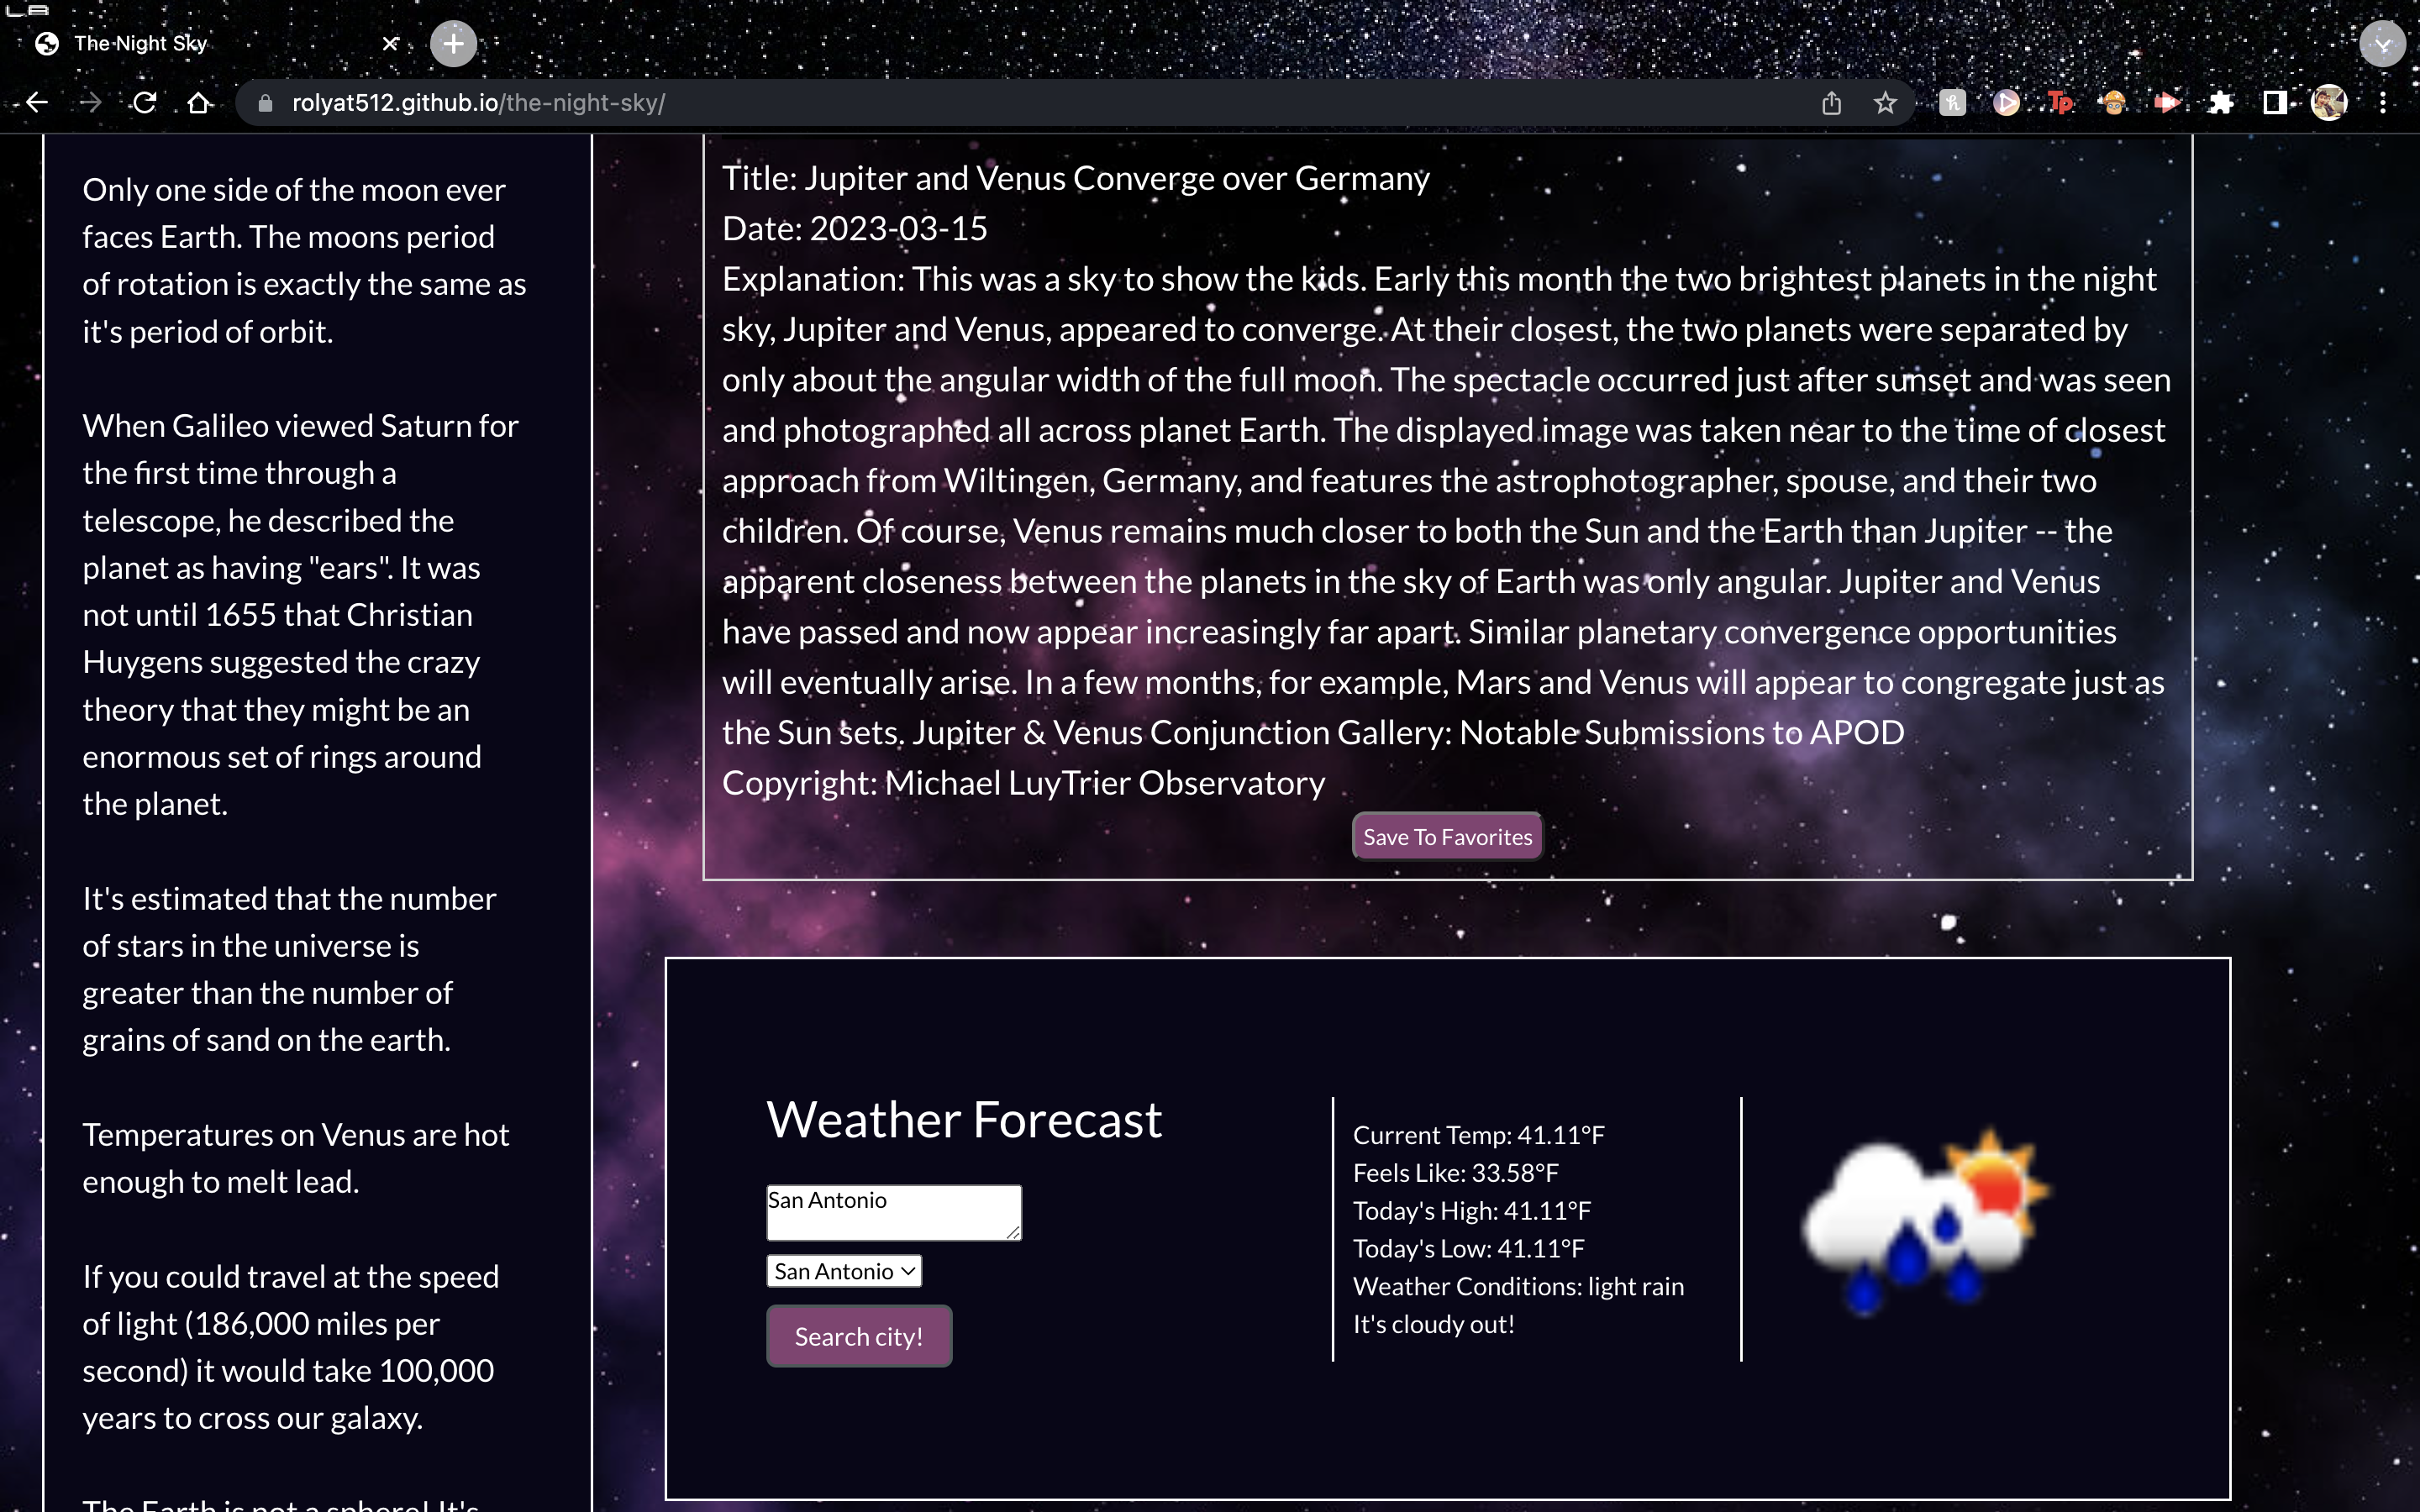 The Night Sky
rolyat512.github.io/the-night-sky/
Tp
Only one side of the moon ever
faces Earth. The moons period
of rotation is exactly the same as
it's period of orbit.
When Galileo viewed Saturn for
the first time through a
telescope, he described the
planet as having "ears". It was
not until 1655 that Christian
Huygens suggested the crazy
theory that they might be an
enormous set of rings around
the planet.
It's estimated that the number
of stars in the universe is
greater than the number of
grains of sand on the earth.
Temperatures on Venus are hot
enough to melt lead.
If you could travel at the speed
of light (186,000 miles per
second) it would take 100,000
years to cross our galaxy.
The Earth is not a sphere! It's
Title: Jupiter and Venus Converge over Germany
Date: 2023-03-15
Explanation: This was a sky to show the kids. Early this month the two brightest planets in the night
sky, Jupiter and Venus, appeared to converge. At their closest, the two planets were separated by
only about the angular width of the full moon. The spectacle occurred just after sunset and was seen
and photographed all across planet Earth. The displayed image was taken near to the time of closest
approach from Wiltingen, Germany, and features the astrophotographer, spouse, and their two
children. Of course, Venus remains much closer to both the Sun and the Earth than Jupiter -- the
apparent closeness between the planets in the sky of Earth was only angular. Jupiter and Venus
have passed and now appear increasingly far apart. Similar planetary convergence opportunities
will eventually arise. In a few months, for example, Mars and Venus will appear to congregate just as
the Sun sets. Jupiter & Venus Conjunction Gallery: Notable Submissions to APOD
Copyright: Michael LuyTrier Observatory
Save To Favorites
Weather Forecast
San Antonio
San Antonio
Search city!
Current Temp: 41.11°F
Feels Like: 33.58°F
Today's High: 41.11°F
Today's Low: 41.11°F
Weather Conditions: light rain
It's cloudy out!